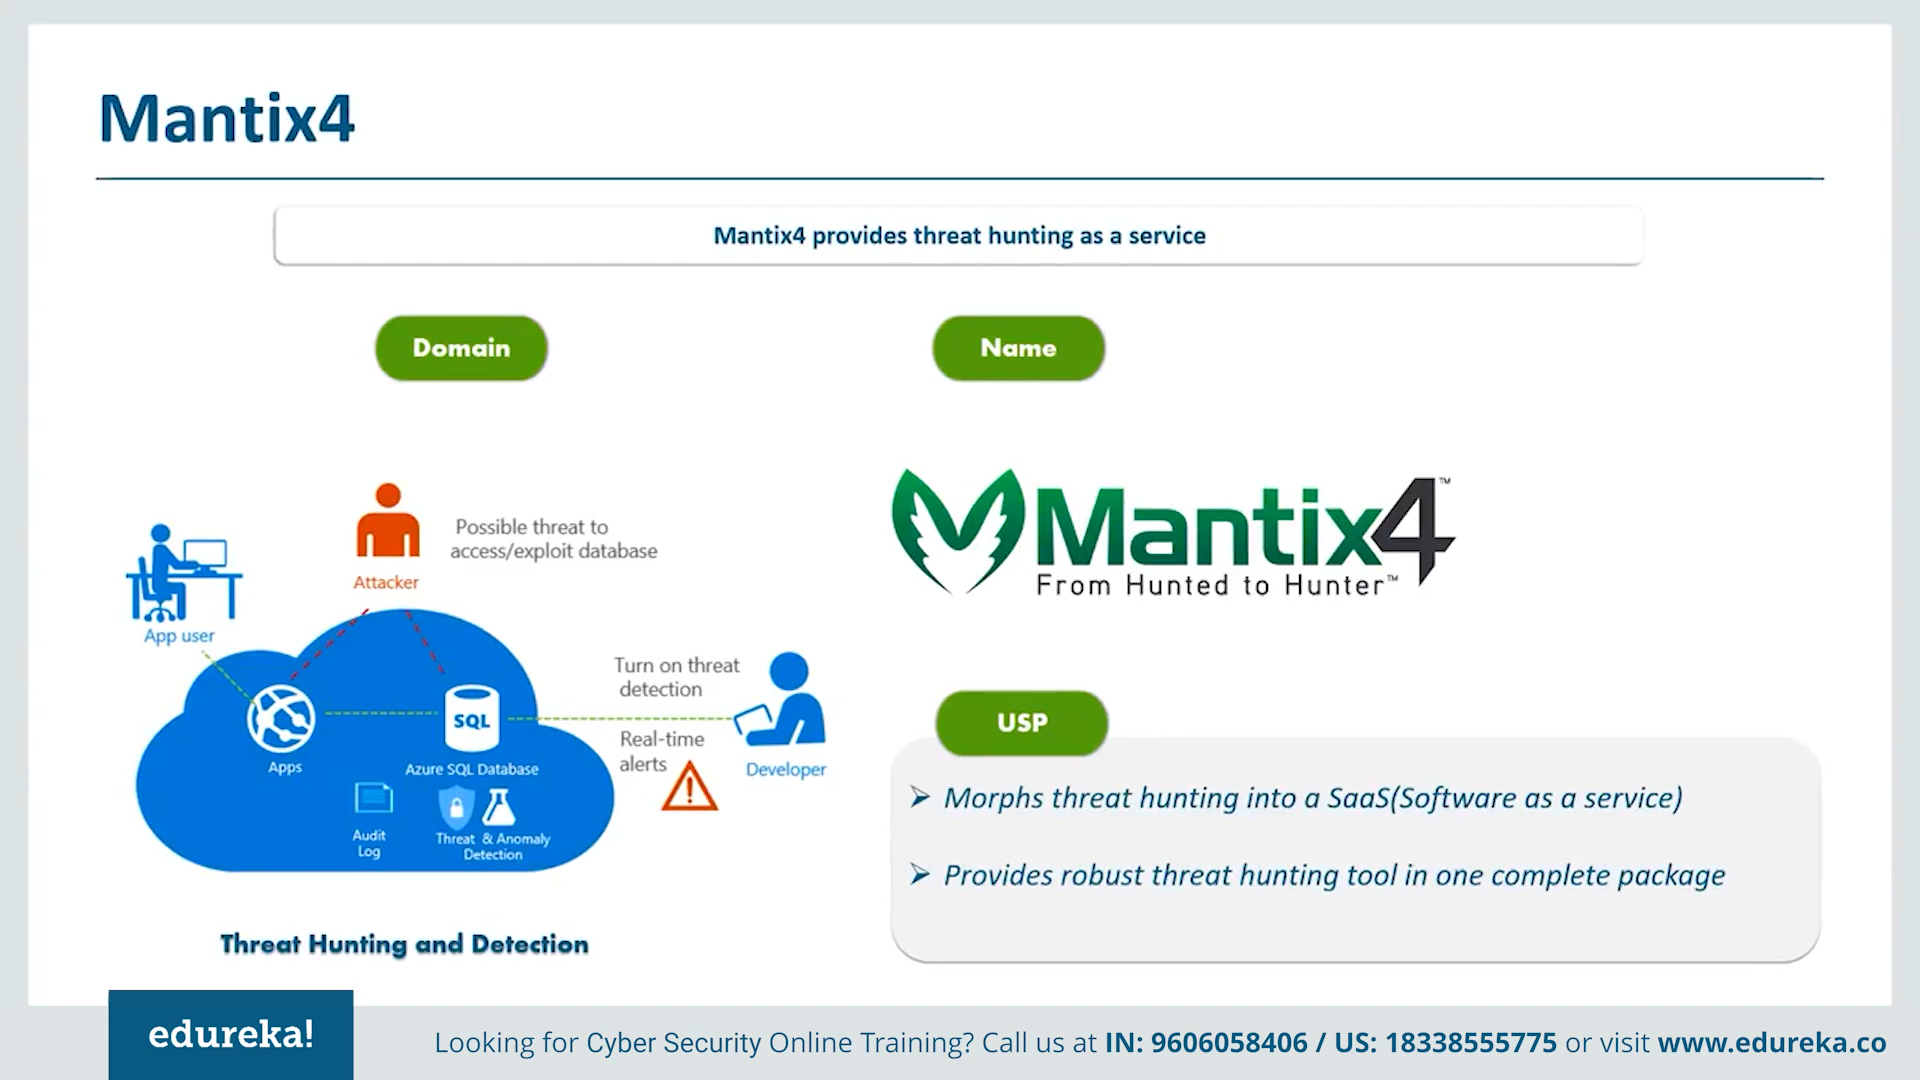 Mantix4
Mantix4 provides threat hunting as a service
Domain
Name
Attacker
Possible threat to
access/exploit database
App user
Apps
SQL
Azure SQL Database
Audit
Log
Threat & Anomaly
Detection
Turn on threat
detection
Real-time
alerts
Developer
Threat Hunting and Detection
Mantix4™
From Hunted to Hunter™
USP
➢ Morphs threat hunting into a SaaS(Software as a service)
➢ Provides robust threat hunting tool in one complete package
edureka!
Looking for Cyber Security Online Training? Call us at IN: 9606058406 / US: 18338555775 or visit www.edureka.co